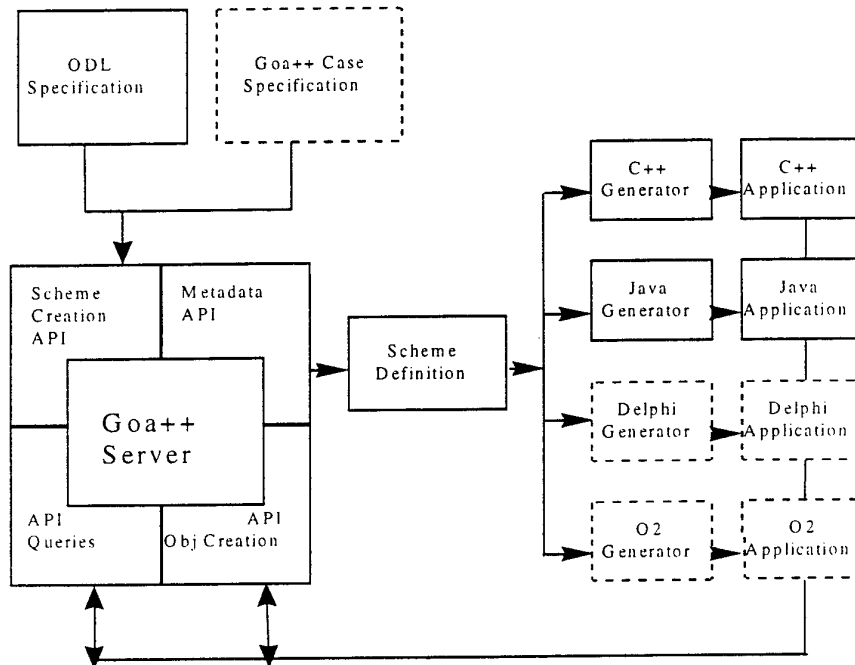 ODL
Specification
Goa++ Case
Specification
Scheme
Creation
API
Metadata
API
Goa++
Server
API
Queries
API
Obj Creation
Scheme
Definition
C++
Generator
C++
Application
Java
Generator
Java
Application
Delphi
Generator
Delphi
Application
O2
Generator
O2
Application